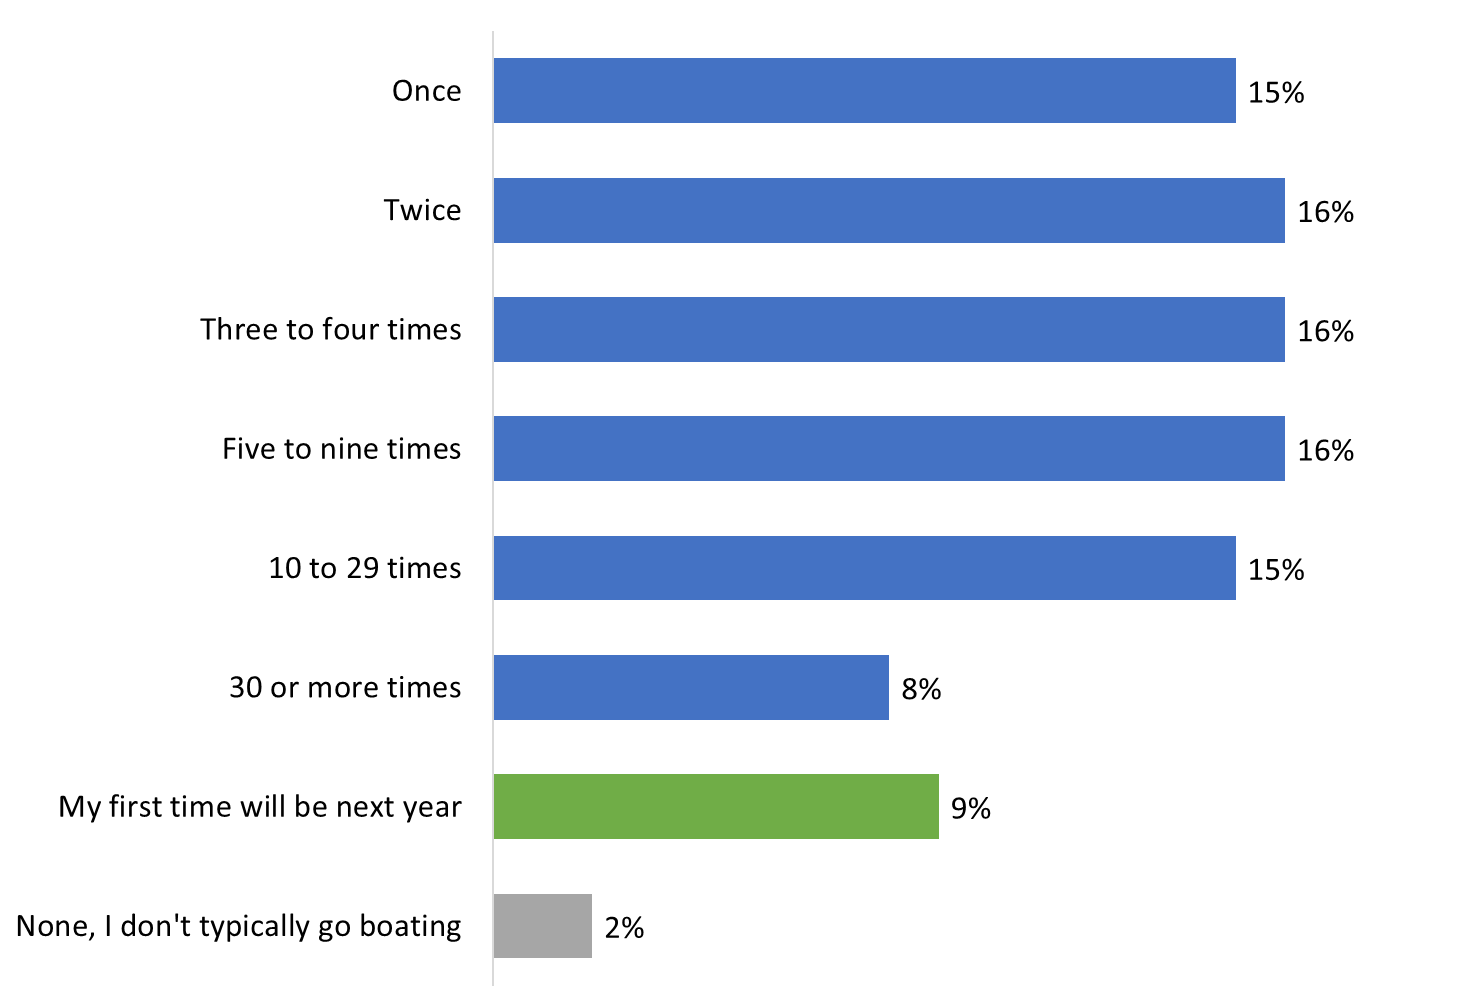 Once 15%
Twice 16%
Three to four times 16%
Five to nine times 16%
10 to 29 times 15%
30 or more times 8%
My first time will be next year 9%
None, I don't typically go boating 2%